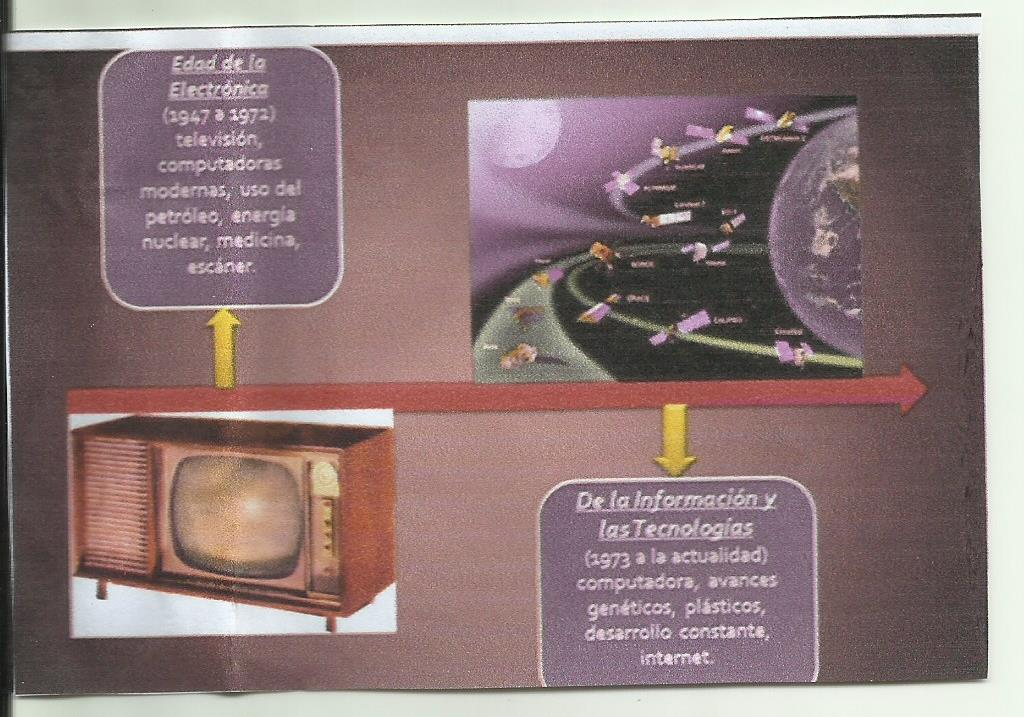 Edad de la
Electrónica
(1947 a 1972)
televisión,
computadoras
modernas, uso del
petróleo, energía
nuclear, medicina,
escáner.
De la Información y
las Tecnologías
(1973 a la actualidad)
computadora, avances
genéticos, plásticos,
desarrollo constante,
internet.